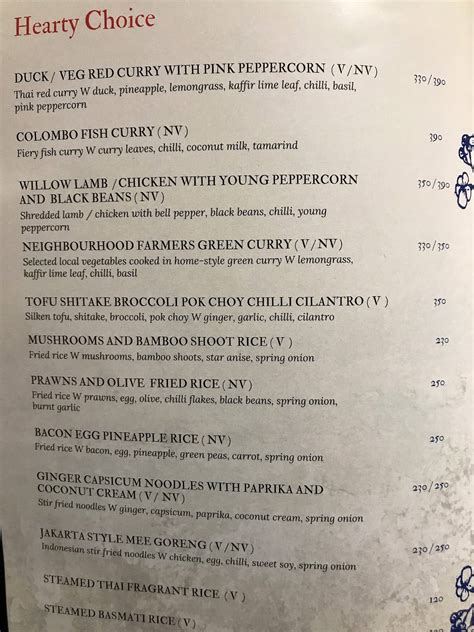 Hearty Choice
DUCK/ VEG RED CURRY WITH PINK PEPPERCORN (V/NV) 330/390
Thai red curry W duck, pineapple, lemongrass, kaffir lime leaf, chilli, basil,
pink peppercorn
COLOMBO FISH CURRY (NV) 390
Fiery fish curry W curry leaves, chilli, coconut milk, tamarind
WILLOW LAMB /CHICKEN WITH YOUNG PEPPERCORN 350/390
AND BLACK BEANS (NV)
Shredded lamb / chicken with bell pepper, black beans, chilli, young
peppercorn
NEIGHBOURHOOD FARMERS GREEN CURRY (V/NV) 330/350
Selected local vegetables cooked in home-style green curry W lemongrass,
kaffir lime leaf, chilli, basil
TOFU SHITAKE BROCCOLI POK CHOY CHILLI CILANTRO (V) 350
Silken tofu, shitake, broccoli, pok choy W ginger, garlic, chilli, cilantro
MUSHROOMS AND BAMBOO SHOOT RICE (V) 230
Fried rice W mushrooms, bamboo shoots, star anise, spring onion
PRAWNS AND OLIVE FRIED RICE (NV) 250
Fried rice W prawns, egg, olive, chilli flakes, black beans, spring onion,
burnt garlic
BACON EGG PINEAPPLE RICE (NV) 250
Fried rice W bacon, egg, pineapple, green peas, carrot, spring onion
GINGER CAPSICUM NOODLES WITH PAPRIKA AND 230/250
COCONUT CREAM (V/ NV)
Stir fried noodles W ginger, capsicum, paprika, coconut cream, spring onion
JAKARTA STYLE MEE GORENG (V/NV) 230/250
Indonesian stir fried noodles W chicken, egg, chilli, sweet soy, spring onion
STEAMED THAI FRAGRANT RICE (V) 120
STEAMED BASMATI RICE (V)